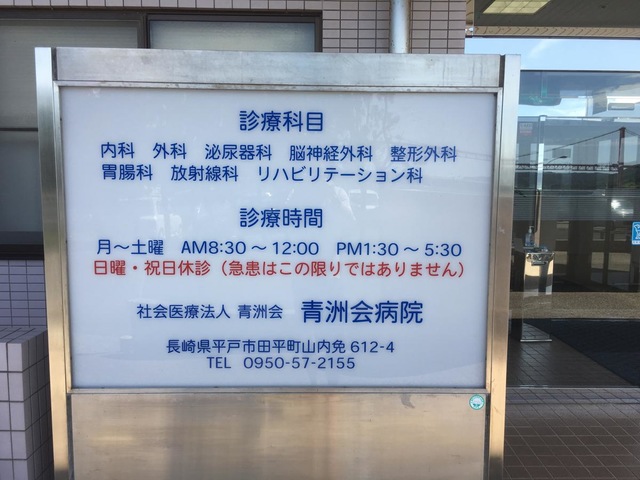 診療科目
内科 外科 泌尿器科 脳神経外科 整形外科
胃腸科 放射線科 リハビリテーション科
診療時間
月～土曜 AM8:30～12:00 PM1:30～5:30
日曜・祝日休診（急患はこの限りではありません）
社会医療法人 青洲会 青洲会病院
長崎県平戸市田平町山内免612-4
TEL 0950-57-2155